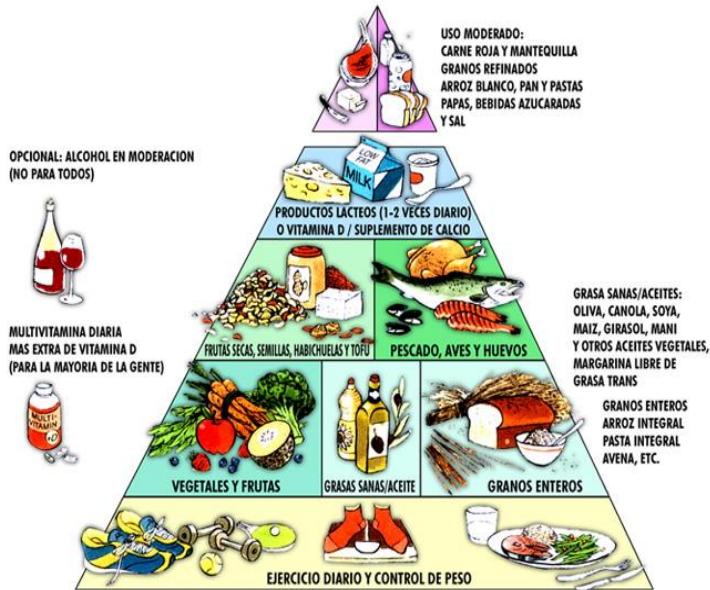 USO MODERADO:
CARNE ROJA Y MANTEQUILLA
GRANOS REFINADOS
ARROZ BLANCO, PAN Y PASTAS
PAPAS, BEBIDAS AZUCARADAS
Y SAL
OPCIONAL: ALCOHOL EN MODERACION
(NO PARA TODOS)
LOW
FAT
MILK
PRODUCTOS LACTEOS (1-2 VECES DIARIO)
O VITAMINA D / SUPLEMENTO DE CALCIO
MULTIVITAMINA DIARIA
MAS EXTRA DE VITAMINA D
(PARA LA MAYORIA DE LA GENTE)
MULTI-
VITAMIN
+D
FRUTAS SECAS, SEMILLAS, HABICHUELAS Y TOFU
PESCADO, AVES Y HUEVOS
GRASA SANAS/ACEITES:
OLIVA, CANOLA, SOYA,
MAIZ, GIRASOL, MANI
Y OTROS ACEITES VEGETALES,
MARGARINA LIBRE DE
GRASA TRANS
GRANOS ENTEROS
ARROZ INTEGRAL
PASTA INTEGRAL
AVENA, ETC.
VEGETALES Y FRUTAS
GRASAS SANAS/ACEITE
GRANOS ENTEROS
EJERCICIO DIARIO Y CONTROL DE PESO